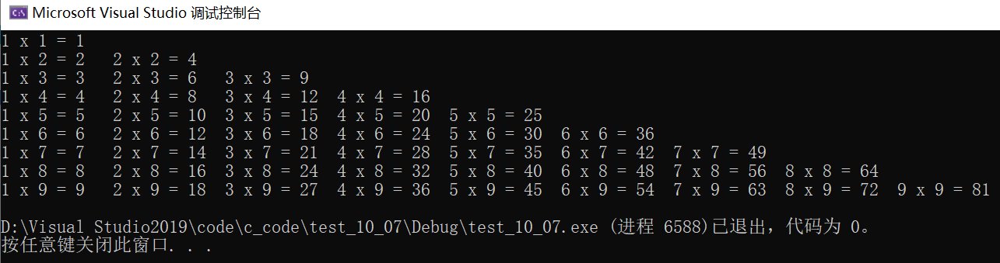 Microsoft Visual Studio 调试控制台
1 x 1 = 1
1 x 2 = 2   2 x 2 = 4
1 x 3 = 3   2 x 3 = 6   3 x 3 = 9
1 x 4 = 4   2 x 4 = 8   3 x 4 = 12  4 x 4 = 16
1 x 5 = 5   2 x 5 = 10  3 x 5 = 15  4 x 5 = 20  5 x 5 = 25
1 x 6 = 6   2 x 6 = 12  3 x 6 = 18  4 x 6 = 24  5 x 6 = 30  6 x 6 = 36
1 x 7 = 7   2 x 7 = 14  3 x 7 = 21  4 x 7 = 28  5 x 7 = 35  6 x 7 = 42  7 x 7 = 49
1 x 8 = 8   2 x 8 = 16  3 x 8 = 24  4 x 8 = 32  5 x 8 = 40  6 x 8 = 48  7 x 8 = 56  8 x 8 = 64
1 x 9 = 9   2 x 9 = 18  3 x 9 = 27  4 x 9 = 36  5 x 9 = 45  6 x 9 = 54  7 x 9 = 63  8 x 9 = 72  9 x 9 = 81
D:\Visual Studio2019\code\c_code\test_10_07\Debug\test_10_07.exe (进程 6588)已退出，代码为 0。
按任意键关闭此窗口. . .